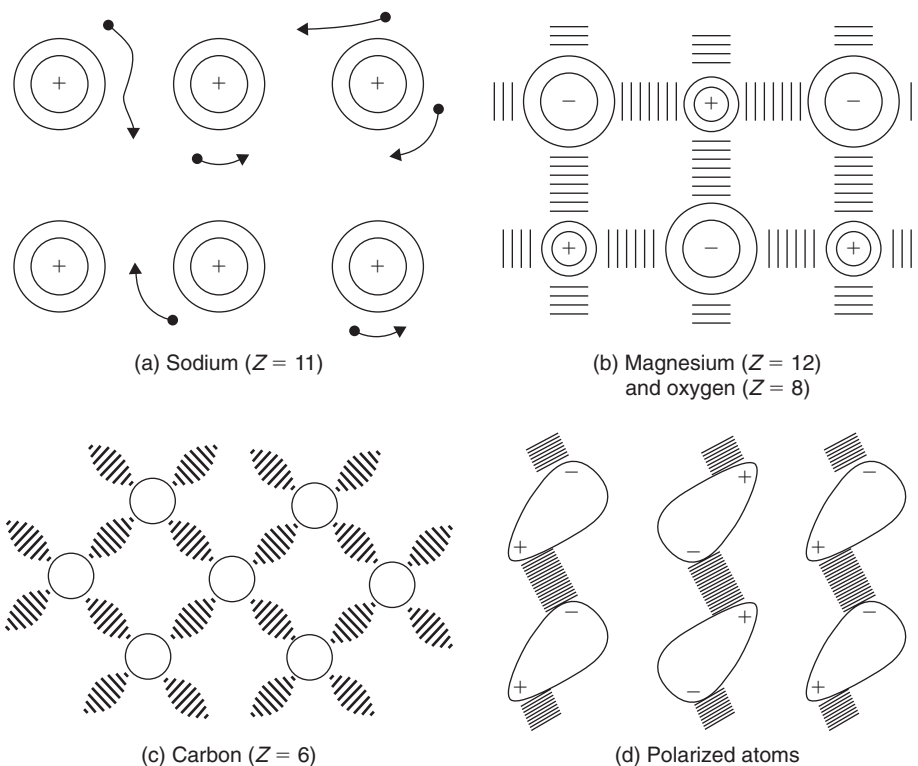 + + +
+ + +
(a) Sodium (Z = 11)
− + −
+ − +
(b) Magnesium (Z = 12)
and oxygen (Z = 8)
(c) Carbon (Z = 6)
− + −
+ − +
− + −
+ − +
(d) Polarized atoms